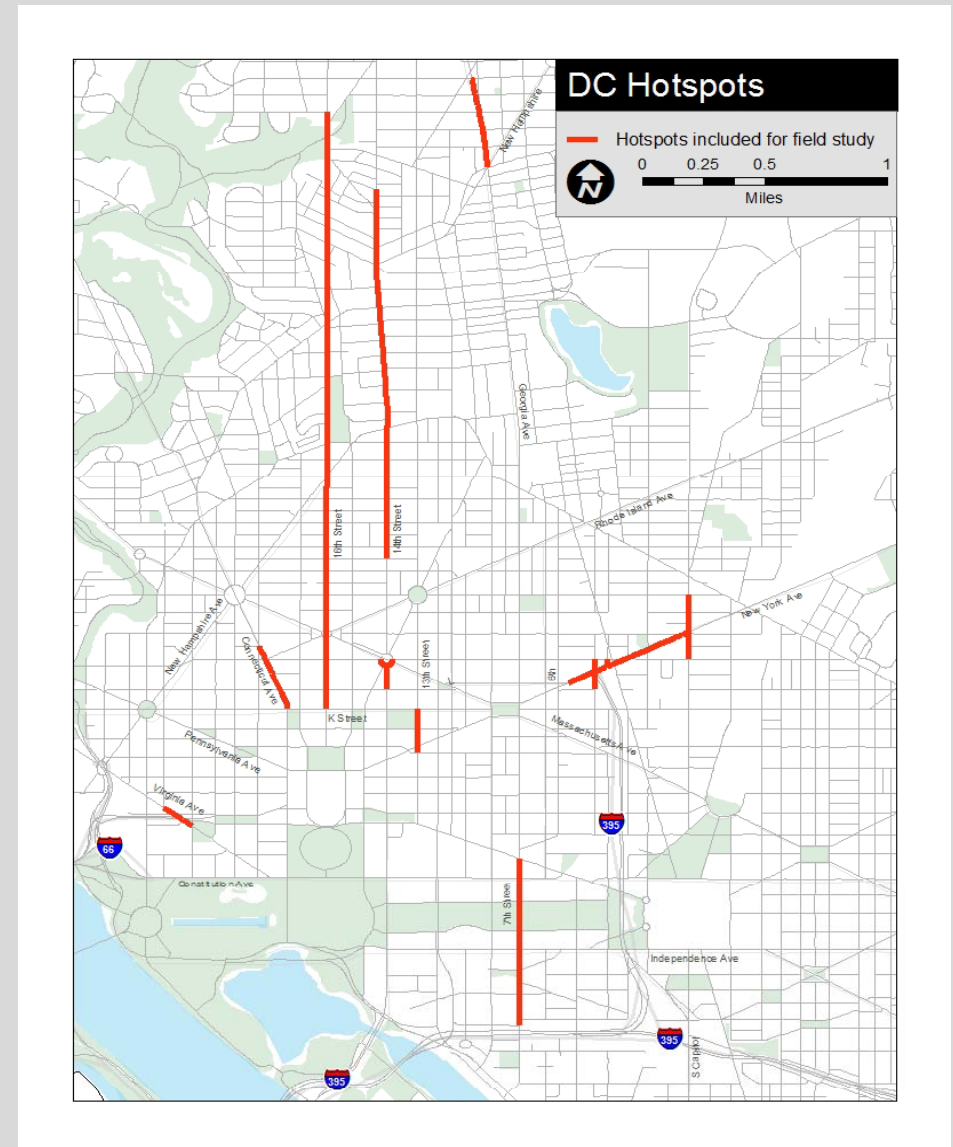 DC Hotspots
Hotspots included for field study
N
0 0.25 0.5 1
Miles
New Hampshire
Georgia Ave
Rhode Island Ave
16th Street
14th Street
New York Ave
New Hampshire Ave
Connecticut Ave
13th Street
6th
L
K Street
Massachusetts Ave
Pennsylvania Ave
Virginia Ave
395
66
Constitution Ave
7th Street
Independence Ave
395
S Capitol
395